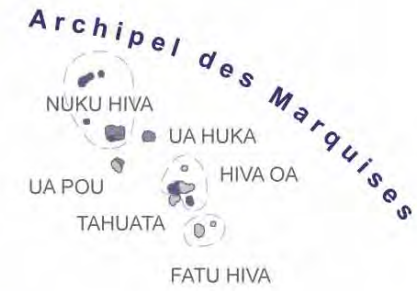 Archipel des Marquises
NUKU HIVA
UA HUKA
HIVA OA
UA POU
TAHUATA
FATU HIVA